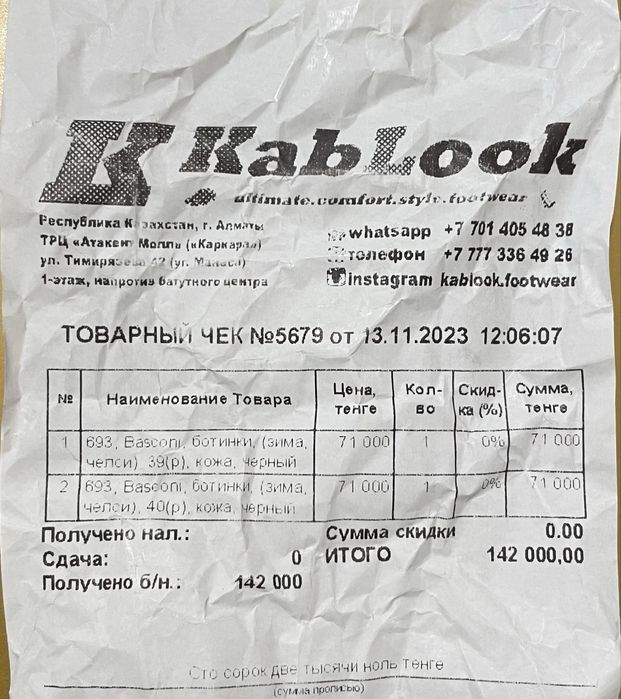 K KabLook
ultimate.comfort.style.footwear
Республика Казахстан, г. Алматы
ТРЦ «Атакент Молл» («Каркара»)
ул. Тимирязева 42 (уг. Манаса)
1-этаж, напротив батутного центра
whatsapp +7 701 405 48 38
телефон +7 777 336 49 26
instagram kablook.footwear
ТОВАРНЫЙ ЧЕК №5679 от 13.11.2023 12:06:07
№ Наименование Товара Цена, тенге Кол-во Скид-ка (%) Сумма, тенге
1 693, Basconi, ботинки, (зима, 71 000 1 0% 71 000
челси) 39(р), кожа, черный
2 693, Basconi, ботинки, (зима, 71 000 1 0% 71 000
челси), 40(р), кожа, черный
Получено нал.: Сумма скидки 0.00
Сдача: 0 ИТОГО 142 000,00
Получено б/н.: 142 000
Сто сорок две тысячи ноль тенге
(сумма прописью)